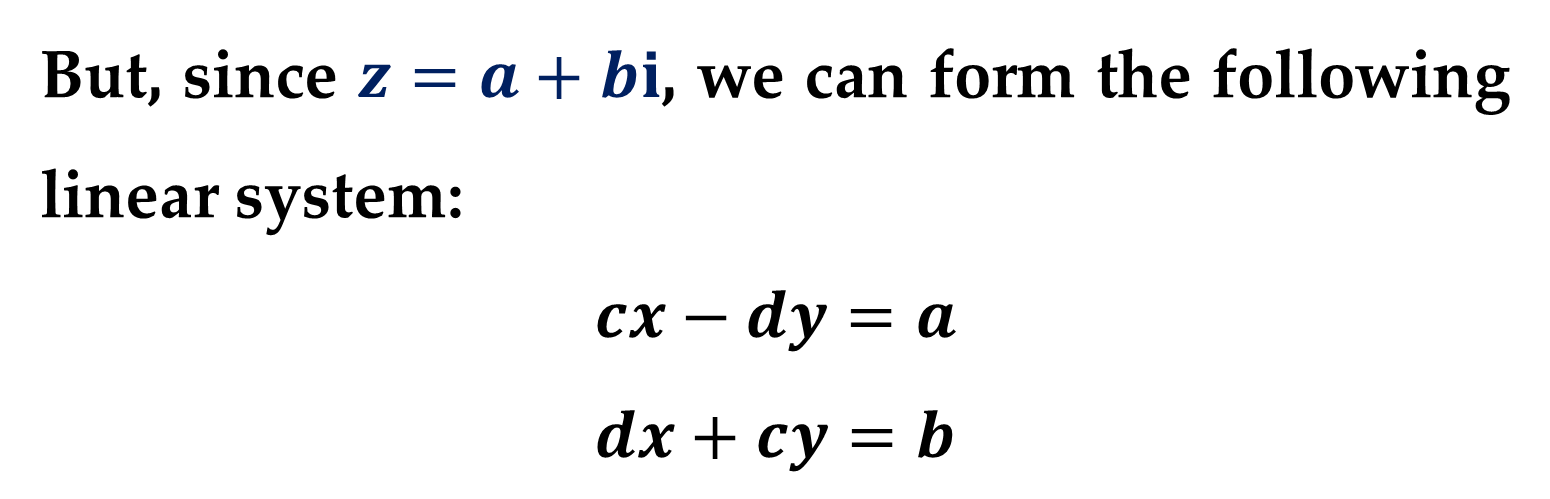 But, since z = a + bi, we can form the following
linear system:
cx − dy = a
dx + cy = b